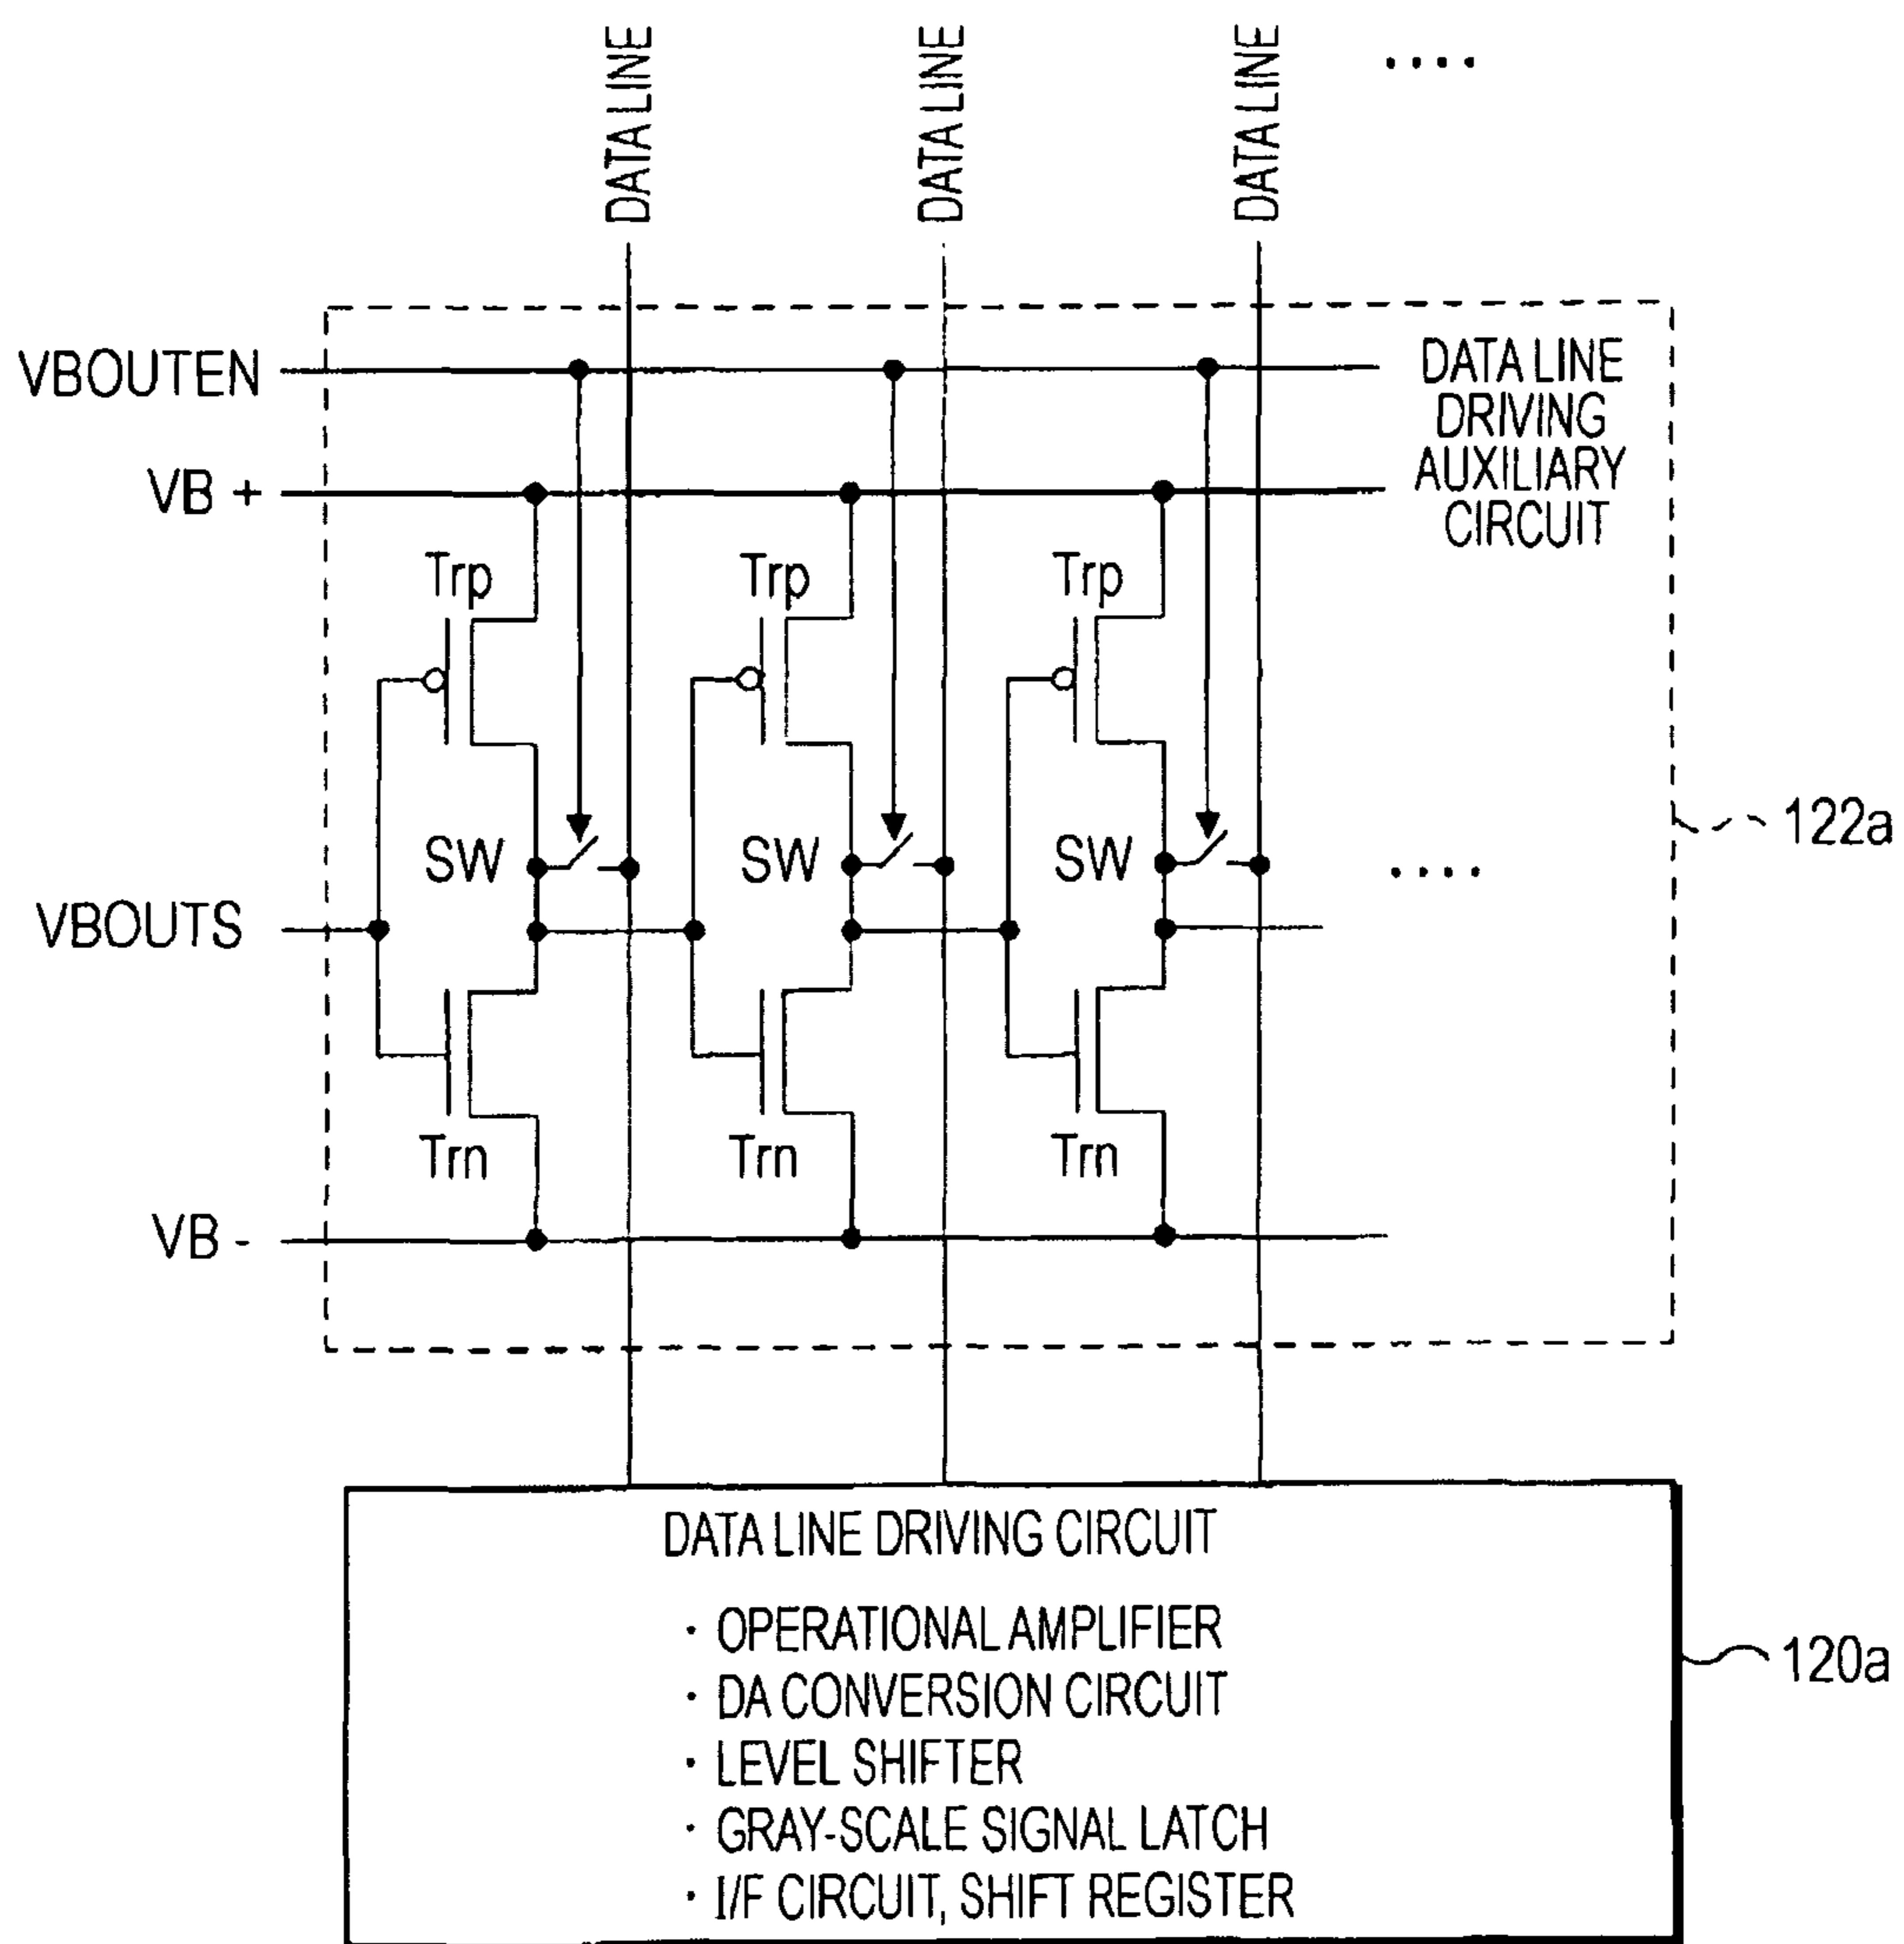 DATA LINE
DATA LINE
DATA LINE
....
VBOUTEN
DATA LINE
DRIVING
AUXILIARY
CIRCUIT
VB +
Trp
Trp
Trp
122a
SW
SW
SW
....
VBOUTS
Trn
Trn
Trn
VB -
DATA LINE DRIVING CIRCUIT
· OPERATIONAL AMPLIFIER
· DA CONVERSION CIRCUIT
· LEVEL SHIFTER
· GRAY-SCALE SIGNAL LATCH
· I/F CIRCUIT, SHIFT REGISTER
120a